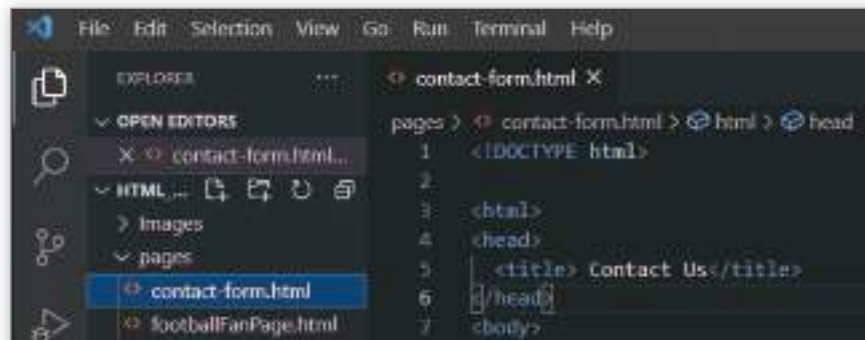 File Edit Selection View Go Run Terminal Help
EXPLORER ...
OPEN EDITORS
contact-form.html...
HTML ...
Images
pages
contact-form.html
footballFanPage.html
contact-form.html
pages > contact-form.html > html > head
1 <!DOCTYPE html>
2
3 <html>
4 <head>
5 <title> Contact Us</title>
6 </head>
7 <body>